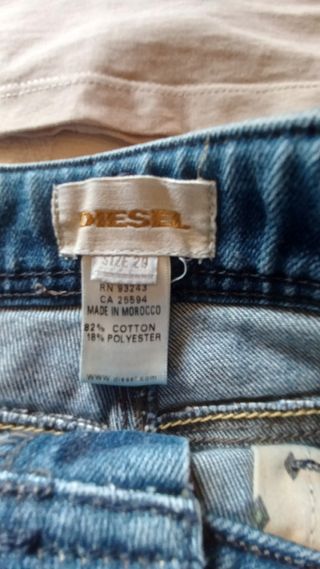 DIESEL
SIZE 29
RN 93243
CA 25594
MADE IN MOROCCO
82% COTTON
18% POLYESTER
www.diesel.com